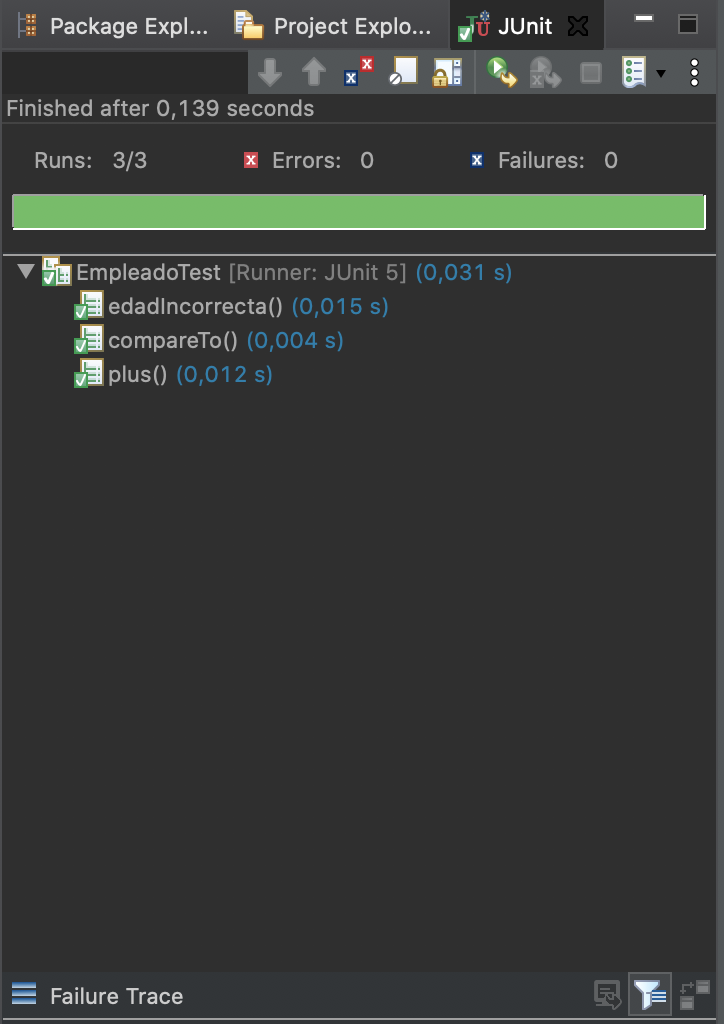 Package Expl... Project Explo... JUnit
Finished after 0,139 seconds
Runs: 3/3 Errors: 0 Failures: 0
EmpleadoTest [Runner: JUnit 5] (0,031 s)
edadIncorrecta() (0,015 s)
compareTo() (0,004 s)
plus() (0,012 s)
Failure Trace